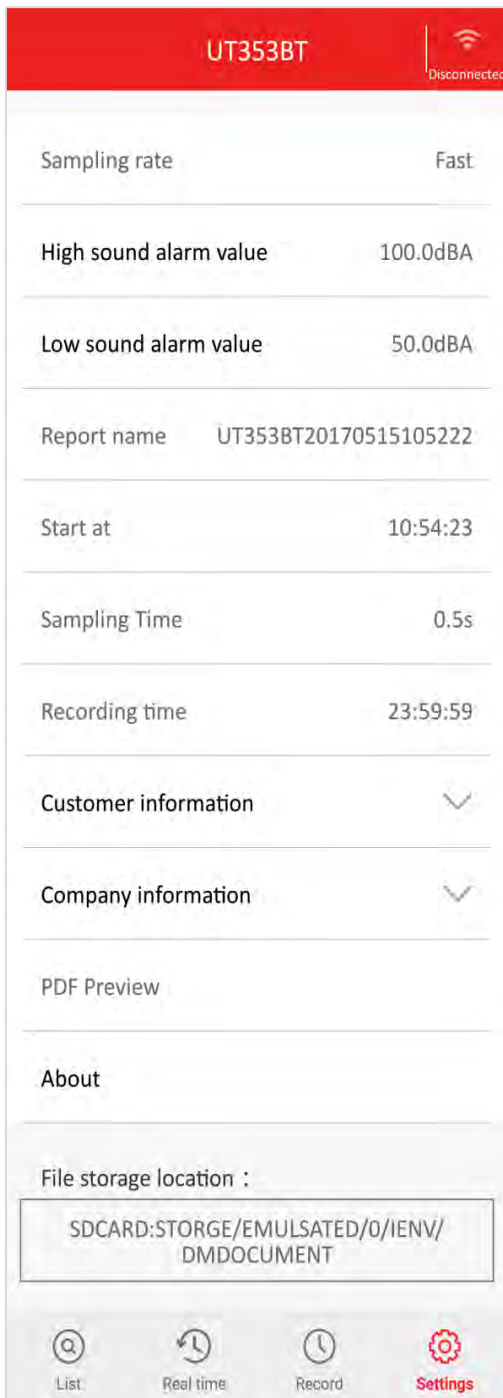 UT353BT
Disconnected
Sampling rate Fast
High sound alarm value 100.0dBA
Low sound alarm value 50.0dBA
Report name UT353BT20170515105222
Start at 10:54:23
Sampling Time 0.5s
Recording time 23:59:59
Customer information
Company information
PDF Preview
About
File storage location：
SDCARD:STORGE/EMULSATED/0/IENV/
DMDOCUMENT
List Real time Record Settings